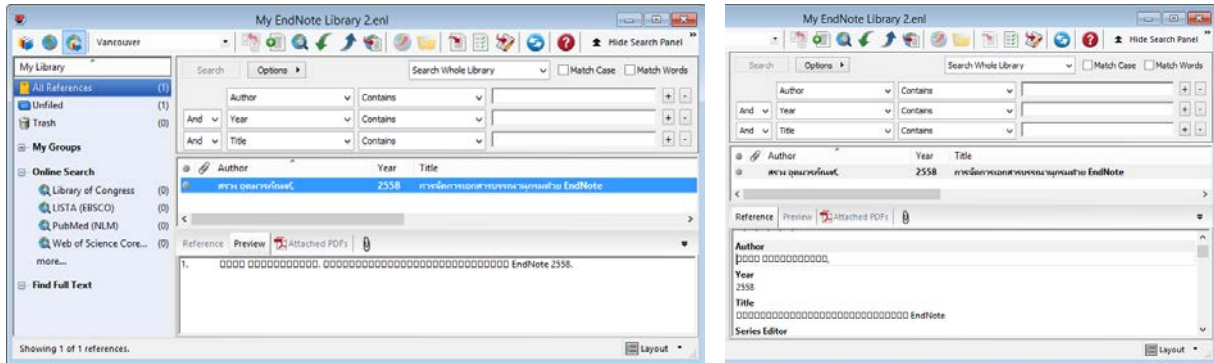 My EndNote Library 2.enl
Vancouver
Hide Search Panel
My Library
All References (1)
Unfiled (1)
Trash (0)
My Groups
Online Search
Library of Congress (0)
LISTA (EBSCO) (0)
PubMed (NLM) (0)
Web of Science Core... (0)
more...
Find Full Text
Search Options Search Whole Library Match Case Match Words
Author Contains
And Year Contains
And Title Contains
Author Year Title
2558 EndNote
Reference Preview Attached PDFs
1. EndNote 2558.
Showing 1 of 1 references.
Layout
My EndNote Library 2.enl
Hide Search Panel
Search Options Search Whole Library Match Case Match Words
Author Contains
And Year Contains
And Title Contains
Author Year Title
2558 EndNote
Reference Preview Attached PDFs
Author
Year
2558
Title
EndNote
Series Editor
Layout